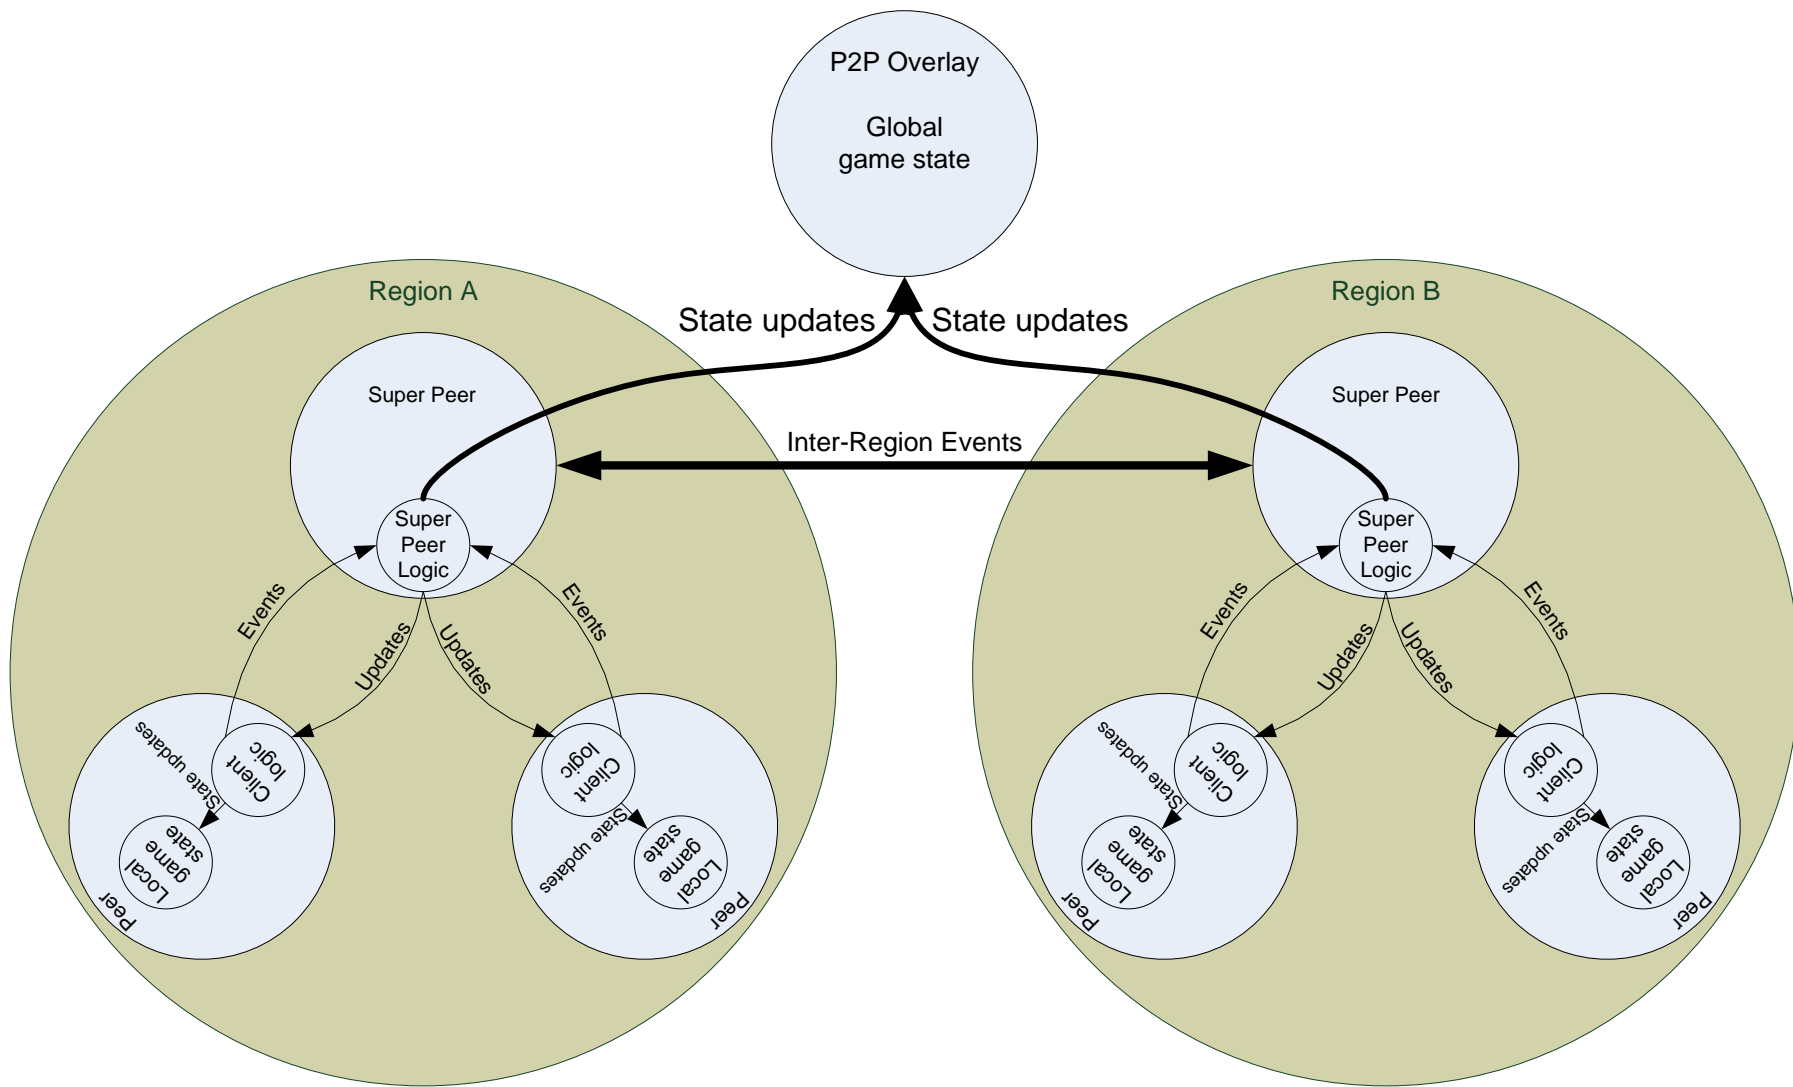 P2P Overlay
Global
game state
Region A
Region B
State updates
State updates
Super Peer
Super Peer
Inter-Region Events
Super
Peer
Logic
Super
Peer
Logic
Events
Updates
Updates
Events
Events
Updates
Updates
Events
State updates
Client
logic
Local
game
state
Peer
Client
logic
State updates
Local
game
state
Peer
State updates
Client
logic
Local
game
state
Peer
Client
logic
State updates
Local
game
state
Peer